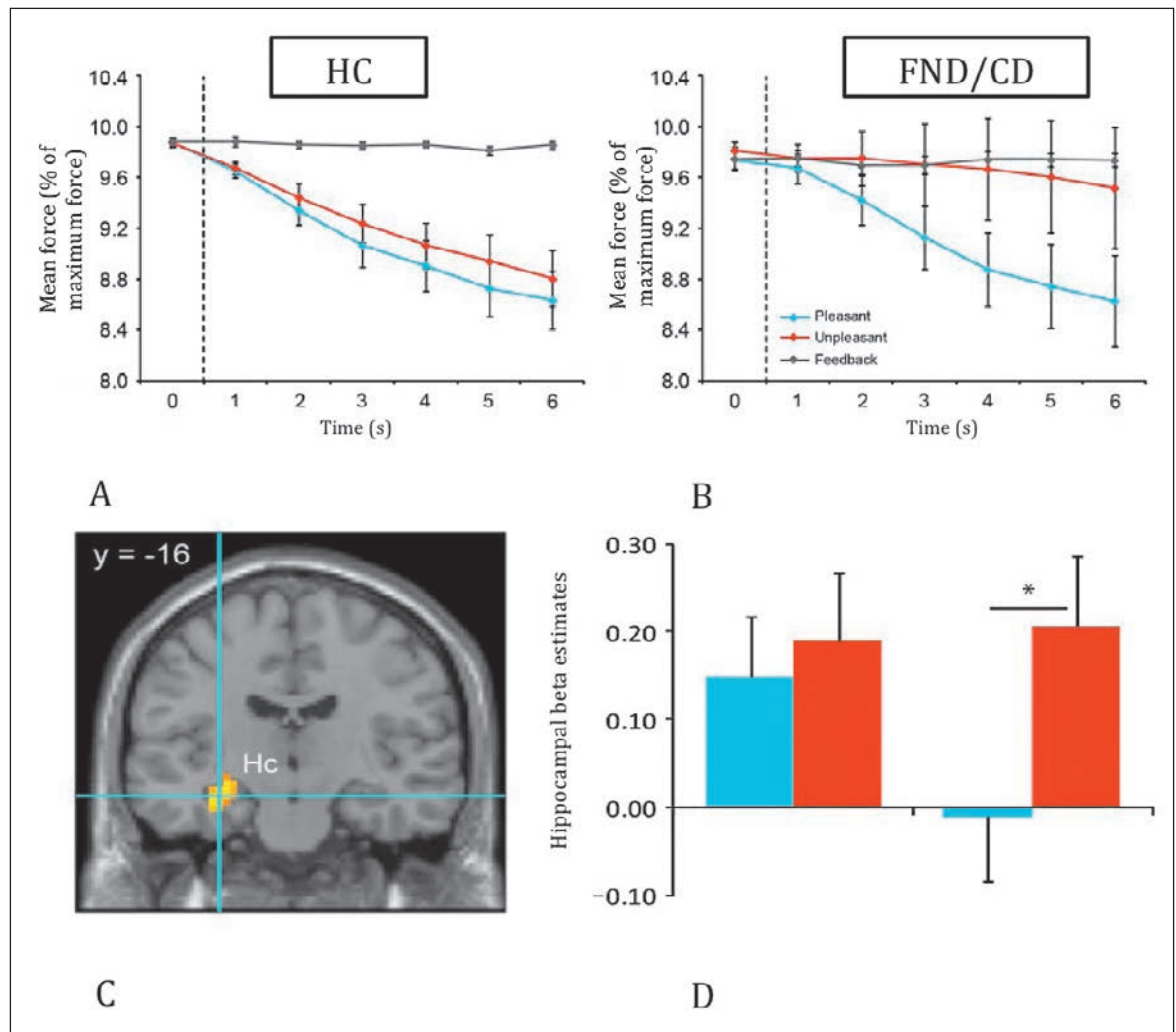 HC
10.4
10.0
9.6
9.2
8.8
8.4
8.0
Mean force (% of
maximum force)
0 1 2 3 4 5 6
Time (s)
A
FND/CD
10.4
10.0
9.6
9.2
8.8
8.4
8.0
Mean force (% of
maximum force)
Pleasant
Unpleasant
Feedback
0 1 2 3 4 5 6
Time (s)
B
y = -16
Hc
C
0.30
0.20
0.10
0.00
−0.10
Hippocampal beta estimates
*
D